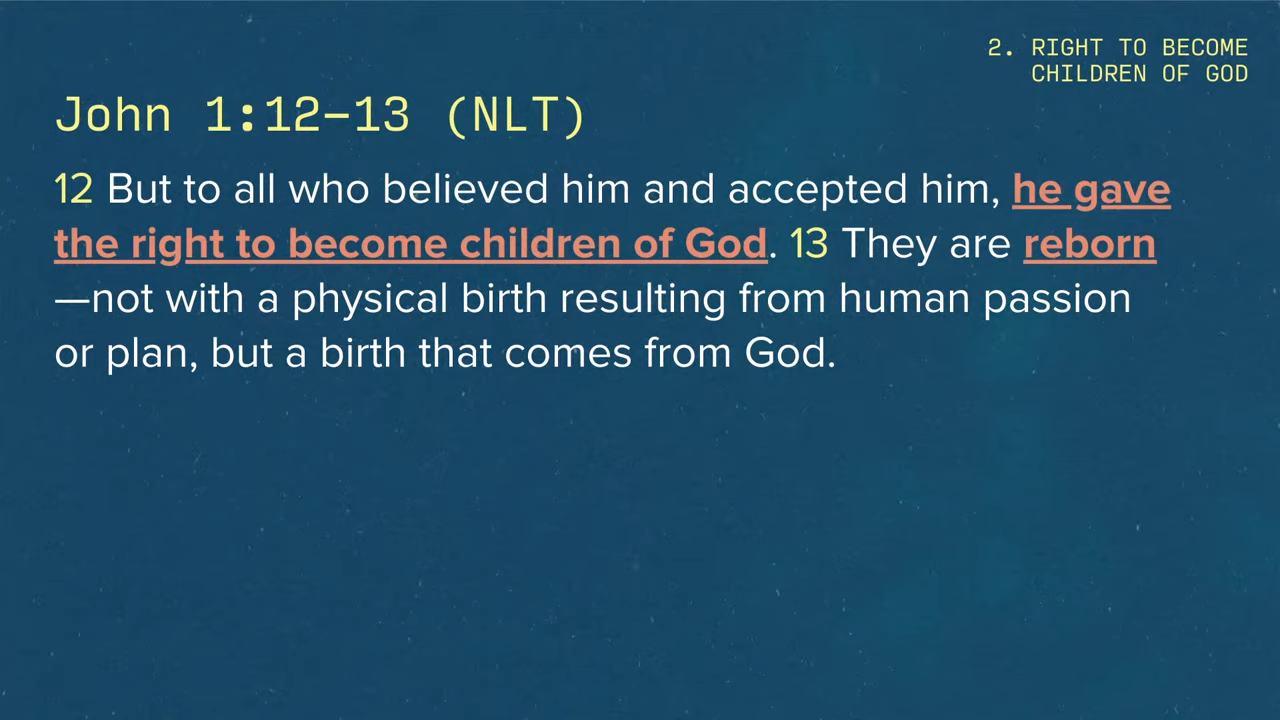 2. RIGHT TO BECOME
CHILDREN OF GOD
John 1:12–13 (NLT)
12 But to all who believed him and accepted him, he gave
the right to become children of God. 13 They are reborn
—not with a physical birth resulting from human passion
or plan, but a birth that comes from God.